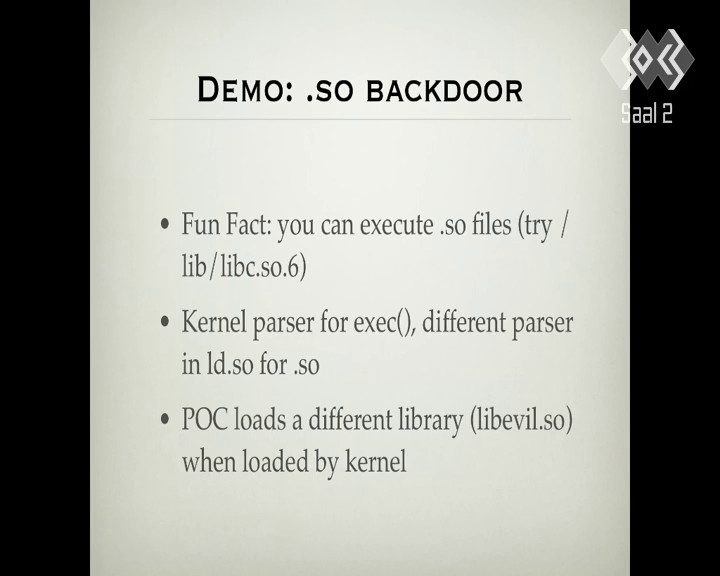 DEMO: .SO BACKDOOR
Saal 2
• Fun Fact: you can execute .so files (try /
lib/libc.so.6)
• Kernel parser for exec(), different parser
in ld.so for .so
• POC loads a different library (libevil.so)
when loaded by kernel